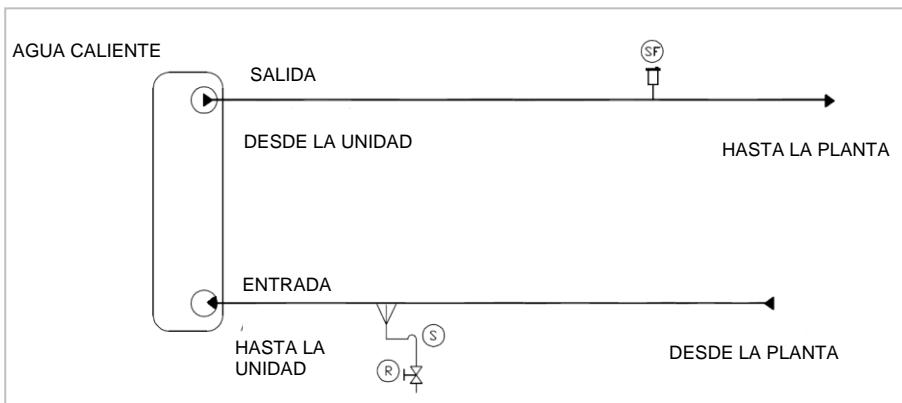 AGUA CALIENTE
SALIDA
SF
DESDE LA UNIDAD
HASTA LA PLANTA
ENTRADA
S
HASTA LA
UNIDAD
DESDE LA PLANTA
R